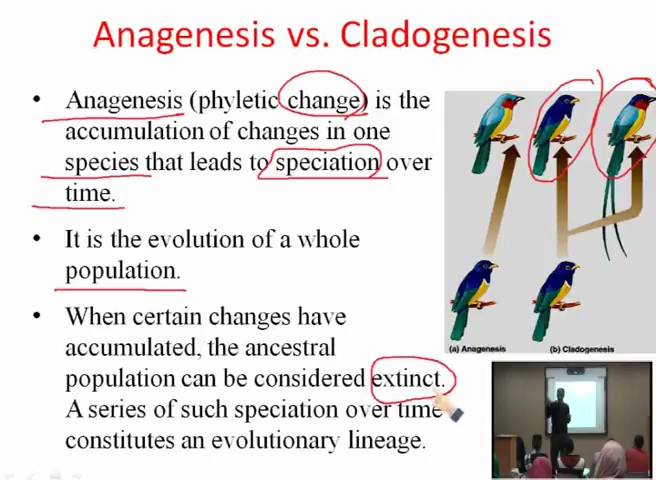 Anagenesis vs. Cladogenesis
• Anagenesis (phyletic change) is the
accumulation of changes in one
species that leads to speciation over
time.
• It is the evolution of a whole
population.
• When certain changes have
accumulated, the ancestral
population can be considered extinct.
A series of such speciation over time
constitutes an evolutionary lineage.
(a) Anagenesis
(b) Cladogenesis